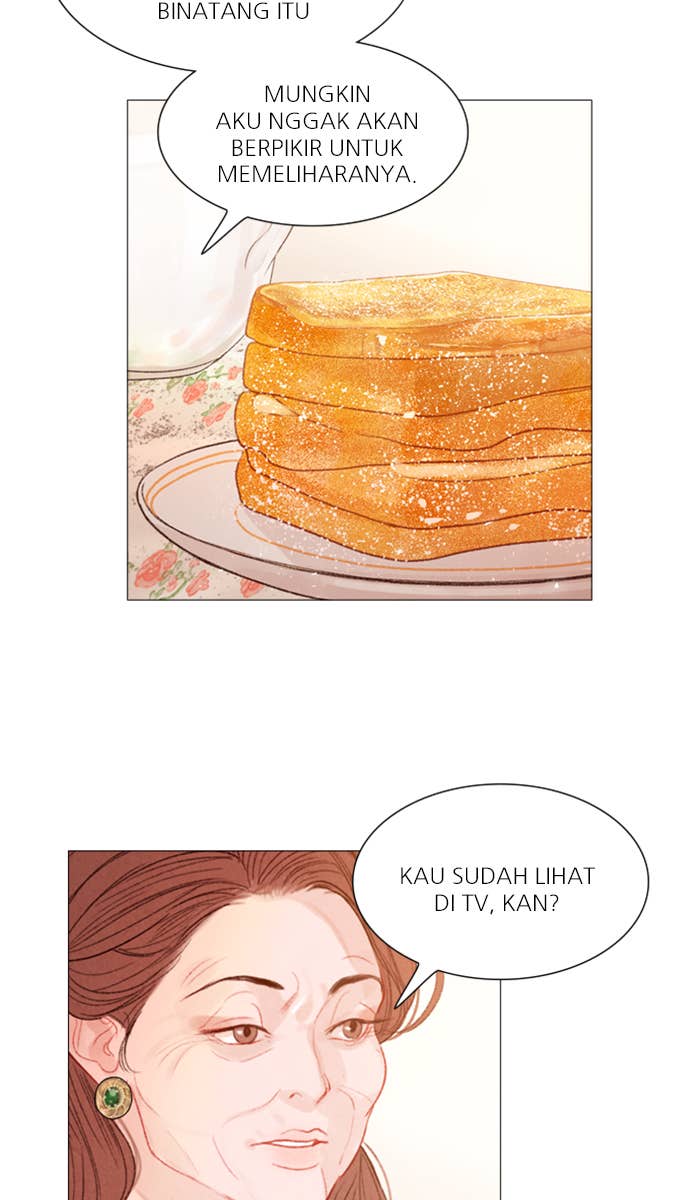 BINATANG ITU
MUNGKIN
AKU NGGAK AKAN
BERPIKIR UNTUK
MEMELIHARANYA.
KAU SUDAH LIHAT
DI TV, KAN?